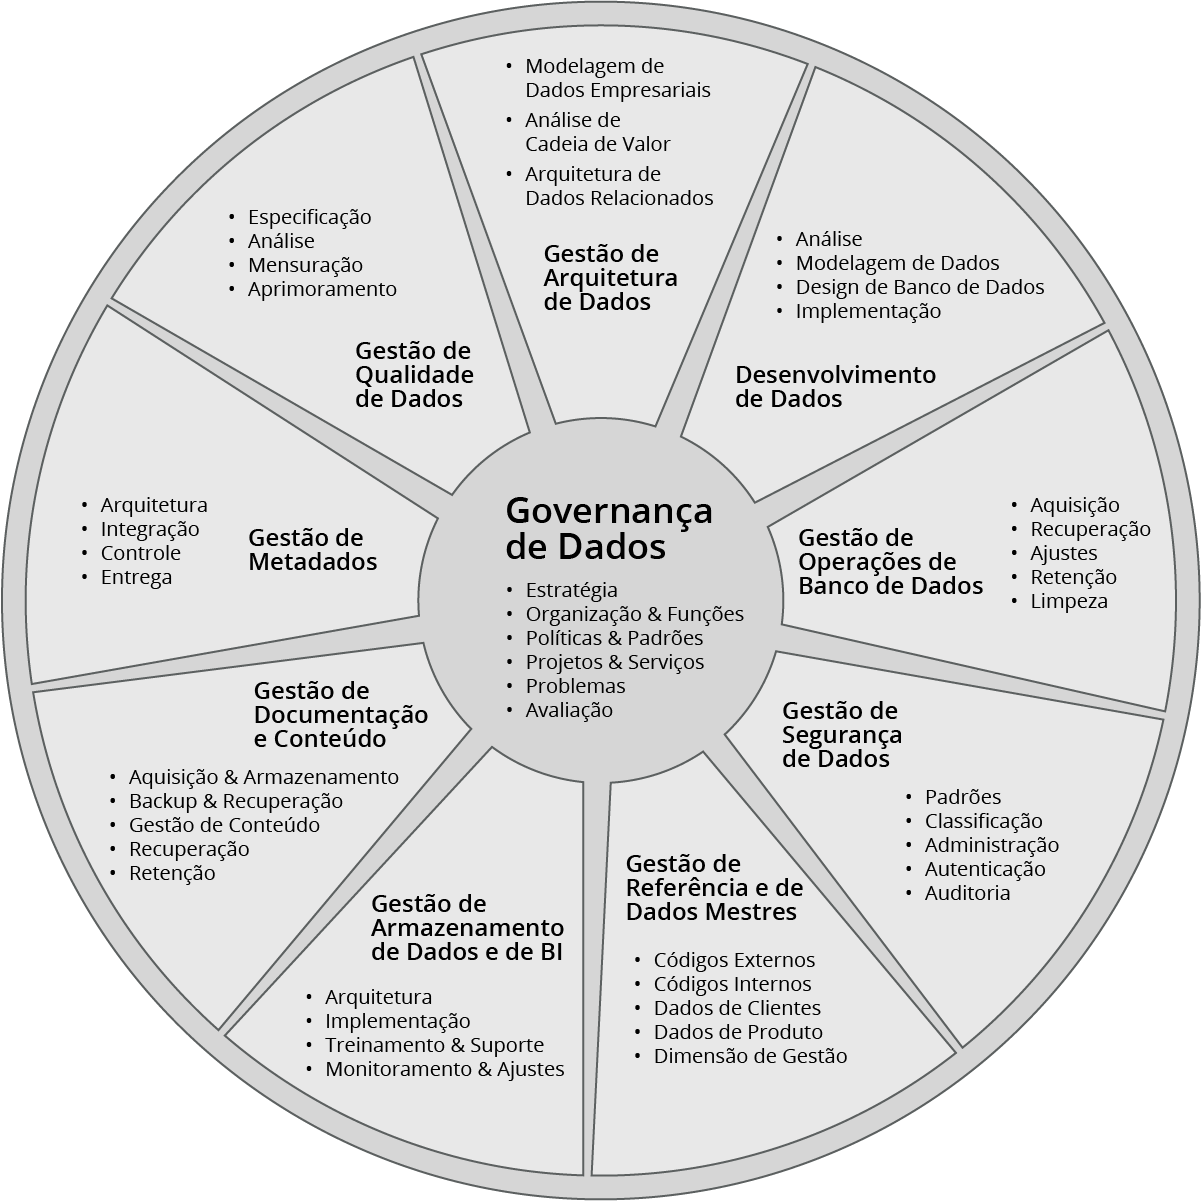 • Modelagem de
Dados Empresariais
• Análise de
Cadeia de Valor
• Arquitetura de
Dados Relacionados
Gestão de
Arquitetura
de Dados
• Análise
• Modelagem de Dados
• Design de Banco de Dados
• Implementação
Desenvolvimento
de Dados
Gestão de
Operações de
Banco de Dados
• Aquisição
• Recuperação
• Ajustes
• Retenção
• Limpeza
Gestão de
Segurança
de Dados
• Padrões
• Classificação
• Administração
• Autenticação
• Auditoria
Gestão de
Referência e de
Dados Mestres
• Códigos Externos
• Códigos Internos
• Dados de Clientes
• Dados de Produto
• Dimensão de Gestão
Gestão de
Armazenamento
de Dados e de BI
• Arquitetura
• Implementação
• Treinamento & Suporte
• Monitoramento & Ajustes
Gestão de
Documentação
e Conteúdo
• Aquisição & Armazenamento
• Backup & Recuperação
• Gestão de Conteúdo
• Recuperação
• Retenção
• Arquitetura
• Integração
• Controle
• Entrega
Gestão de
Metadados
• Especificação
• Análise
• Mensuração
• Aprimoramento
Gestão de
Qualidade
de Dados
Governança
de Dados
• Estratégia
• Organização & Funções
• Políticas & Padrões
• Projetos & Serviços
• Problemas
• Avaliação